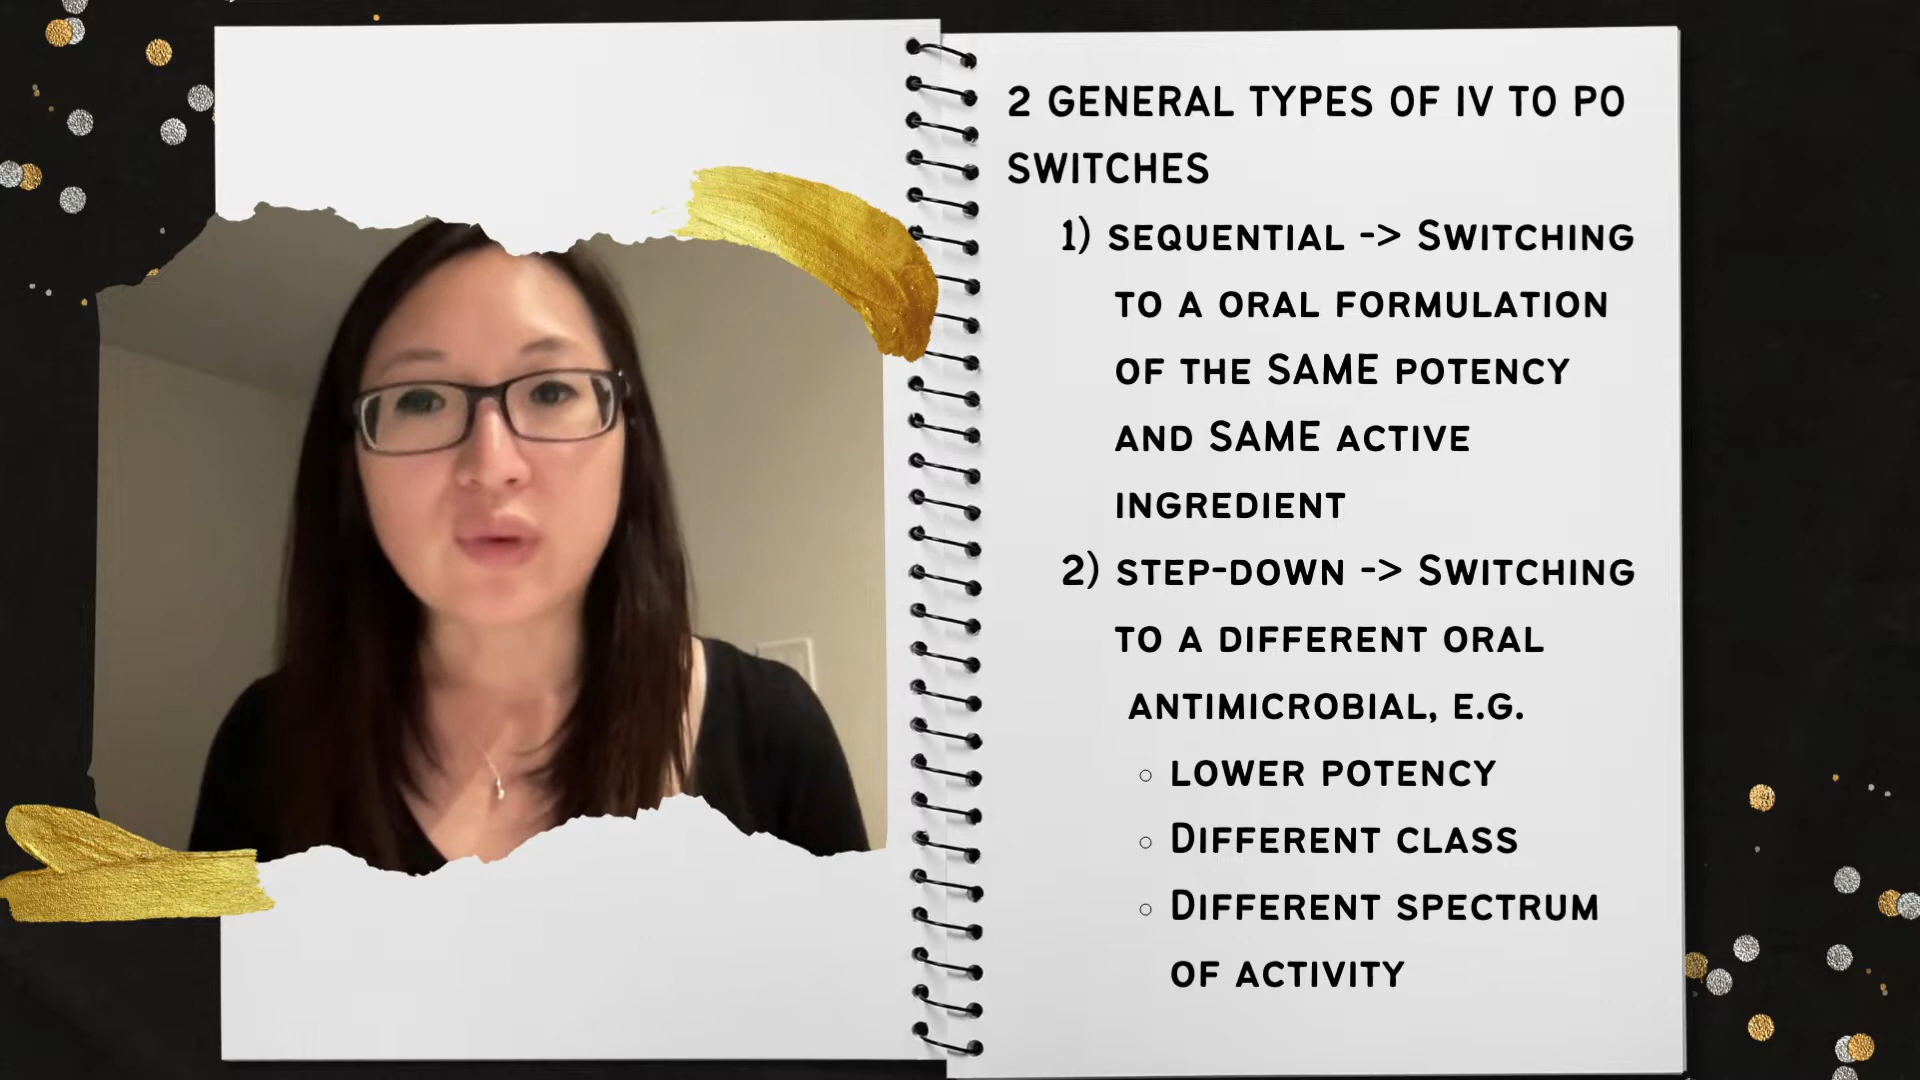 2 GENERAL TYPES OF IV TO PO
SWITCHES
1) SEQUENTIAL -> SWITCHING
TO A ORAL FORMULATION
OF THE SAME POTENCY
AND SAME ACTIVE
INGREDIENT
2) STEP-DOWN -> SWITCHING
TO A DIFFERENT ORAL
ANTIMICROBIAL, E.G.
○ LOWER POTENCY
○ DIFFERENT CLASS
○ DIFFERENT SPECTRUM
OF ACTIVITY